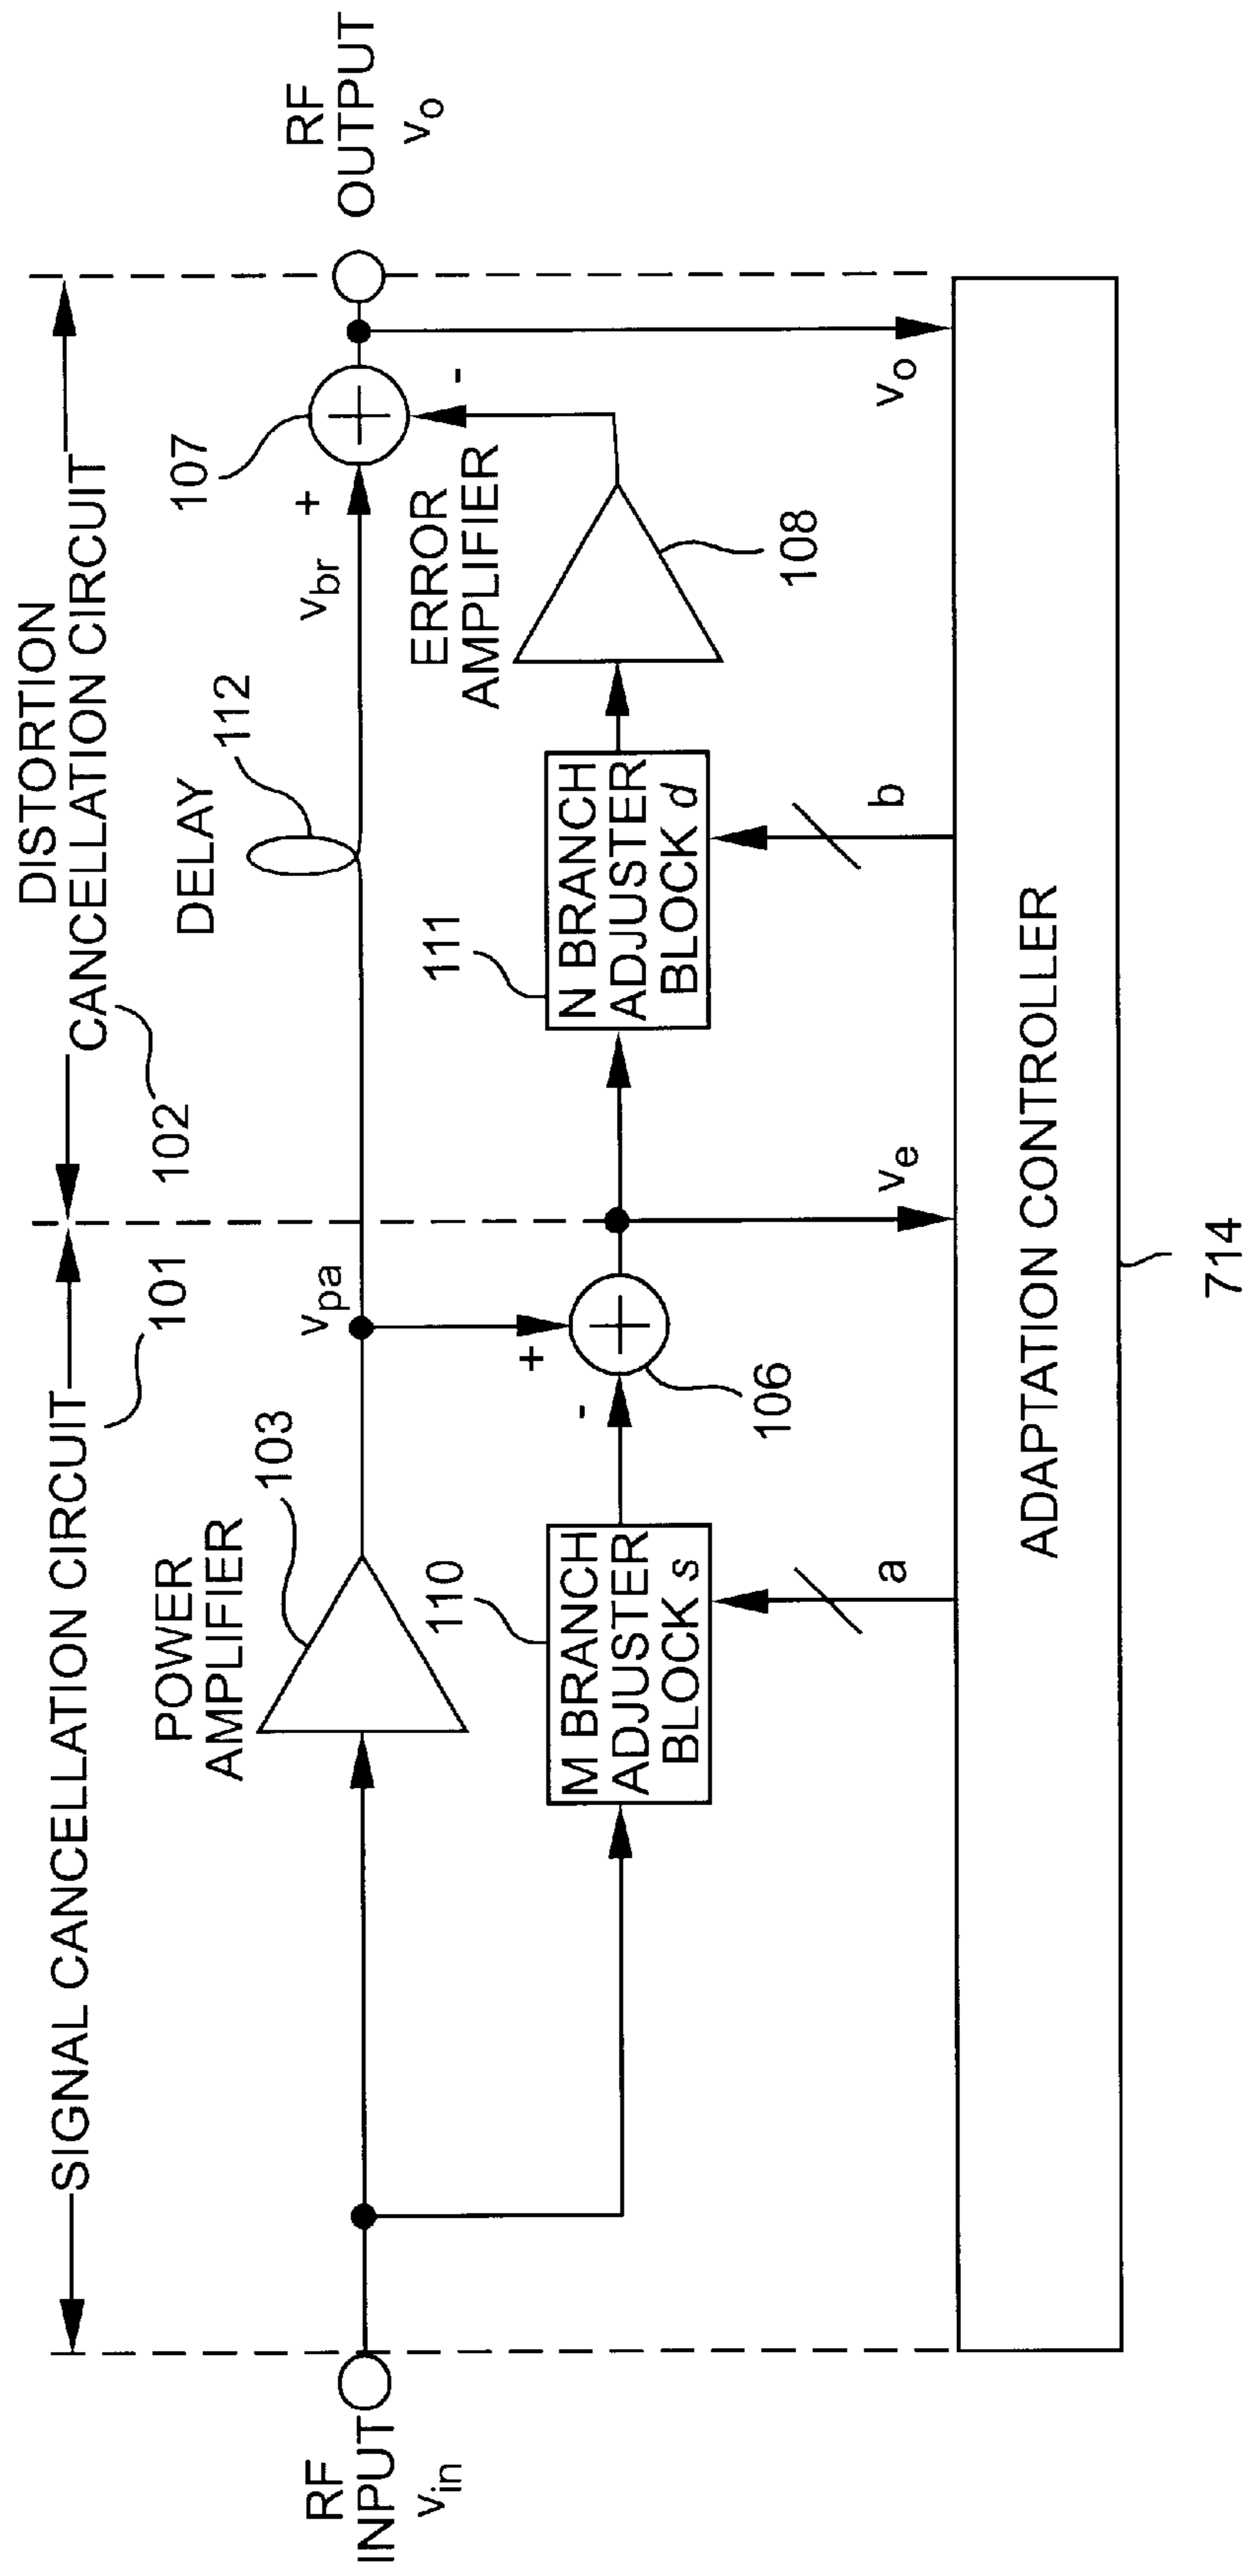 SIGNAL CANCELLATION CIRCUIT
101
DISTORTION
CANCELLATION CIRCUIT
102
RF
INPUT
vin
POWER
AMPLIFIER
103
vpa
DELAY
112
vbr
+
107
-
RF
OUTPUT
vo
110
M BRANCH
ADJUSTER
BLOCK s
-
+
106
111
N BRANCH
ADJUSTER
BLOCK d
ERROR
AMPLIFIER
108
a
ve
b
vo
ADAPTATION CONTROLLER
714